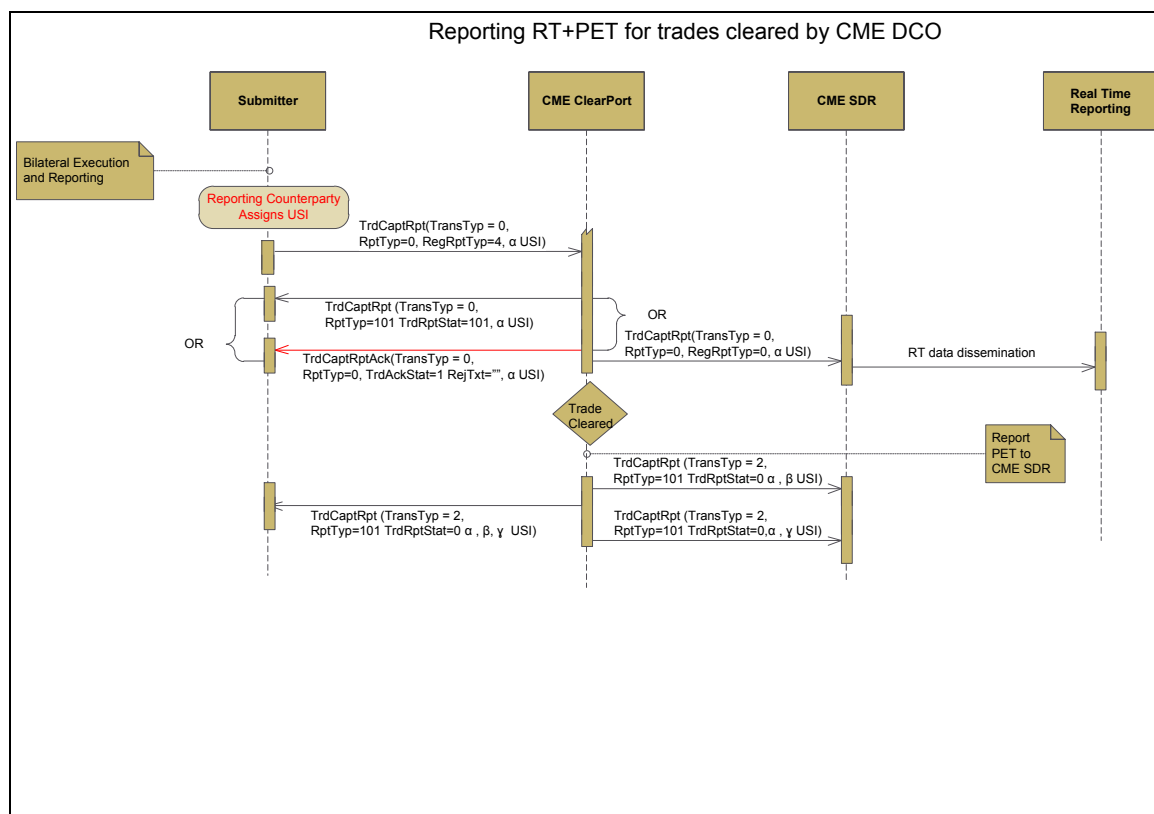 Reporting RT+PET for trades cleared by CME DCO
Submitter
CME ClearPort
CME SDR
Real Time
Reporting
Bilateral Execution
and Reporting
Reporting Counterparty
Assigns USI
TrdCaptRpt(TransTyp = 0,
RptTyp=0, RegRptTyp=4, α USI)
TrdCaptRpt (TransTyp = 0,
RptTyp=101 TrdRptStat=101, α USI)
OR
OR
TrdCaptRpt(TransTyp = 0,
RptTyp=0, RegRptTyp=0, α USI)
RT data dissemination
TrdCaptRptAck(TransTyp = 0,
RptTyp=0, TrdAckStat=1 RejTxt="", α USI)
Trade
Cleared
Report
PET to
CME SDR
TrdCaptRpt (TransTyp = 2,
RptTyp=101 TrdRptStat=0 α , β USI)
TrdCaptRpt (TransTyp = 2,
RptTyp=101 TrdRptStat=0 α , β, ɣ  USI)
TrdCaptRpt (TransTyp = 2,
RptTyp=101 TrdRptStat=0,α , ɣ USI)